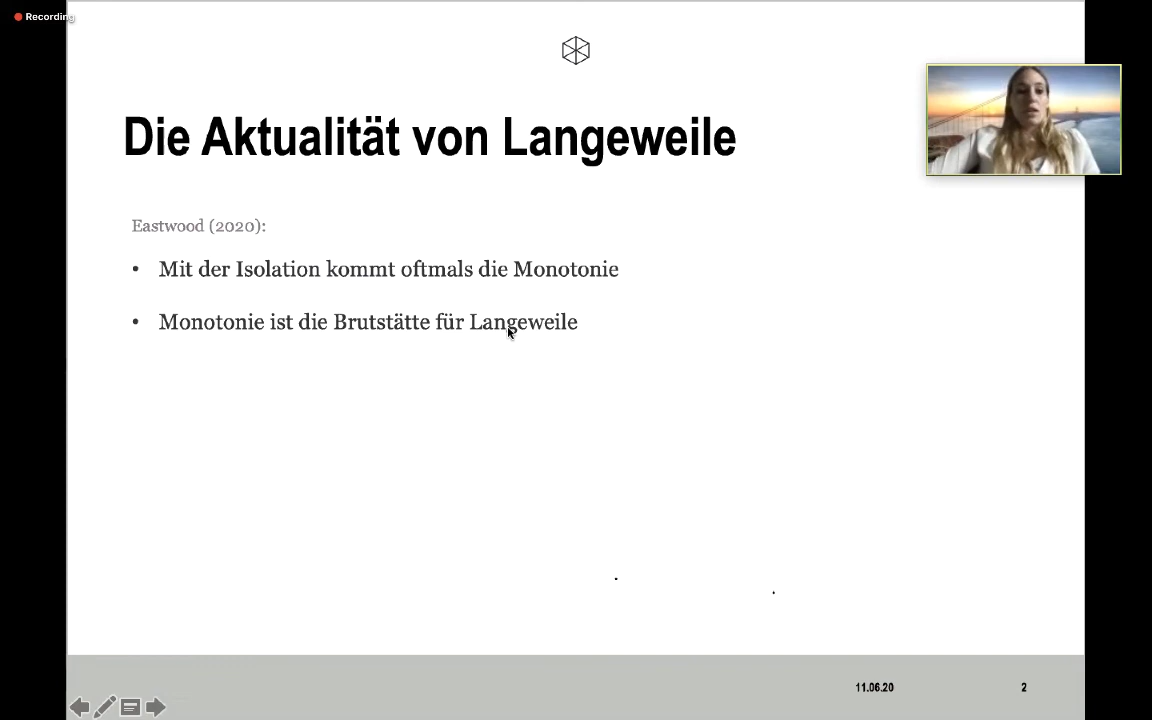 Recording
Die Aktualität von Langeweile
Eastwood (2020):
• Mit der Isolation kommt oftmals die Monotonie
• Monotonie ist die Brutstätte für Langeweile
11.06.20
2